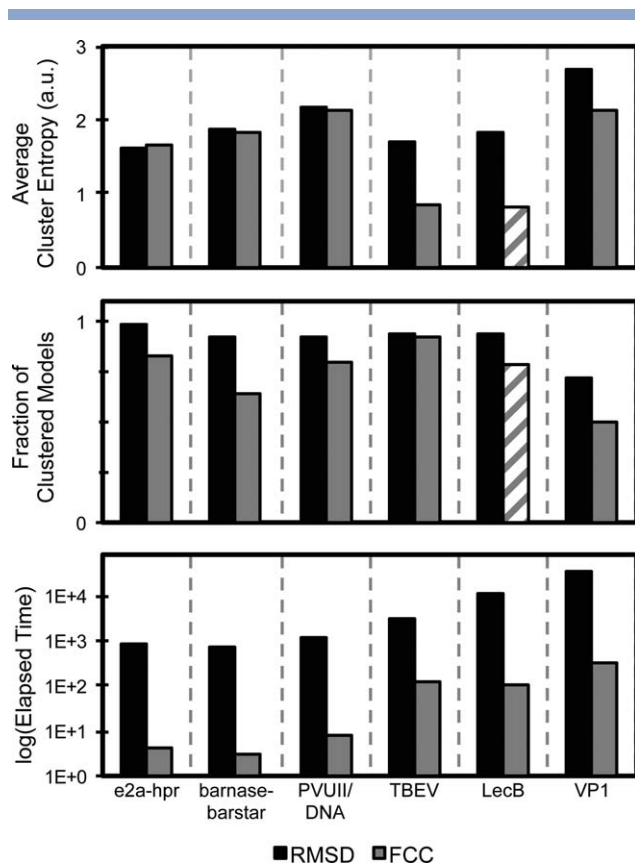 Average
Cluster Entropy (a.u.)
3
2
1
0
Fraction of
Clustered Models
1
0
log(Elapsed Time)
1E+4
1E+3
1E+2
1E+1
1E+0
e2a-hpr barnase-barstar PVUII/DNA TBEV LecB VP1
RMSD FCC